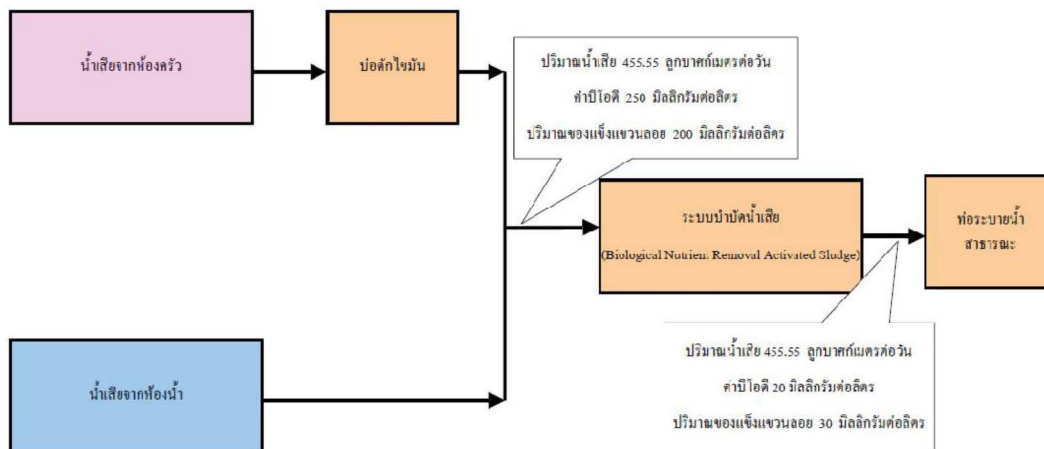 น้ำเสียจากห้องครัว
บ่อดักไขมัน
ปริมาณน้ำเสีย 455.55 ลูกบาศก์เมตรต่อวัน
ค่าบีโอดี 250 มิลลิกรัมต่อลิตร
ปริมาณของแข็งแขวนลอย 200 มิลลิกรัมต่อลิตร
ระบบบำบัดน้ำเสีย
(Biological Nutrient Removal Activated Sludge)
ท่อระบายน้ำ
สาธารณะ
น้ำเสียจากห้องน้ำ
ปริมาณน้ำเสีย 455.55 ลูกบาศก์เมตรต่อวัน
ค่าบีโอดี 20 มิลลิกรัมต่อลิตร
ปริมาณของแข็งแขวนลอย 30 มิลลิกรัมต่อลิตร